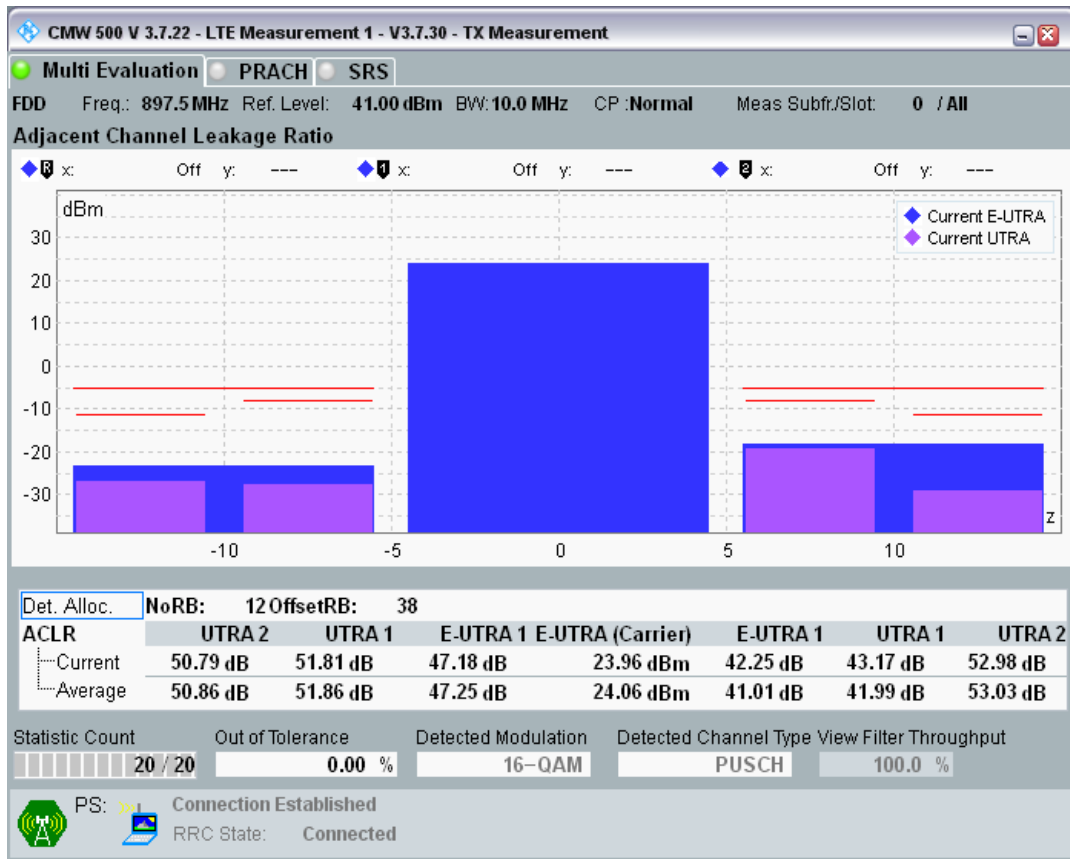 CMW 500 V 3.7.22 - LTE Measurement 1 - V3.7.30 - TX Measurement
Multi Evaluation PRACH SRS
FDD Freq.: 897.5 MHz Ref. Level: 41.00 dBm BW: 10.0 MHz CP :Normal Meas Subfr./Slot: 0 / All
Adjacent Channel Leakage Ratio
R x: Off y: --- 1 x: Off y: --- 2 x: Off y: ---
dBm
Current E-UTRA
Current UTRA
30
20
10
0
-10
-20
-30
z
-10 -5 0 5 10
Det. Alloc. NoRB: 12 OffsetRB: 38
ACLR UTRA 2 UTRA 1 E-UTRA 1 E-UTRA (Carrier) E-UTRA 1 UTRA 1 UTRA 2
Current 50.79 dB 51.81 dB 47.18 dB 23.96 dBm 42.25 dB 43.17 dB 52.98 dB
Average 50.86 dB 51.86 dB 47.25 dB 24.06 dBm 41.01 dB 41.99 dB 53.03 dB
Statistic Count Out of Tolerance Detected Modulation Detected Channel Type View Filter Throughput
20 / 20 0.00 % 16-QAM PUSCH 100.0 %
PS: Connection Established
RRC State: Connected